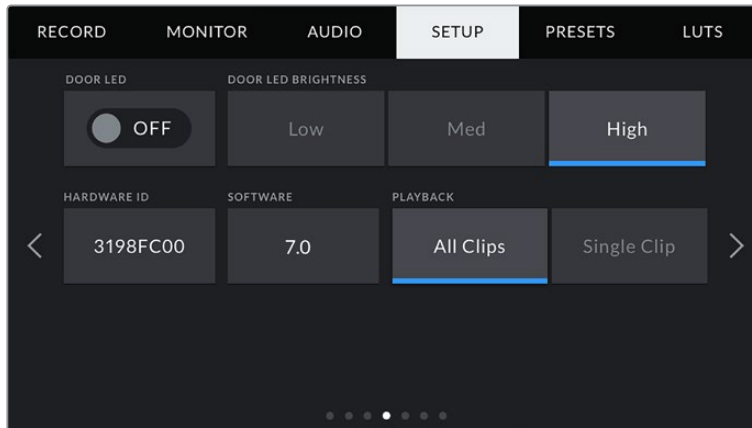 RECORD MONITOR AUDIO SETUP PRESETS LUTS
DOOR LED DOOR LED BRIGHTNESS
OFF Low Med High
HARDWARE ID SOFTWARE PLAYBACK
3198FC00 7.0 All Clips Single Clip